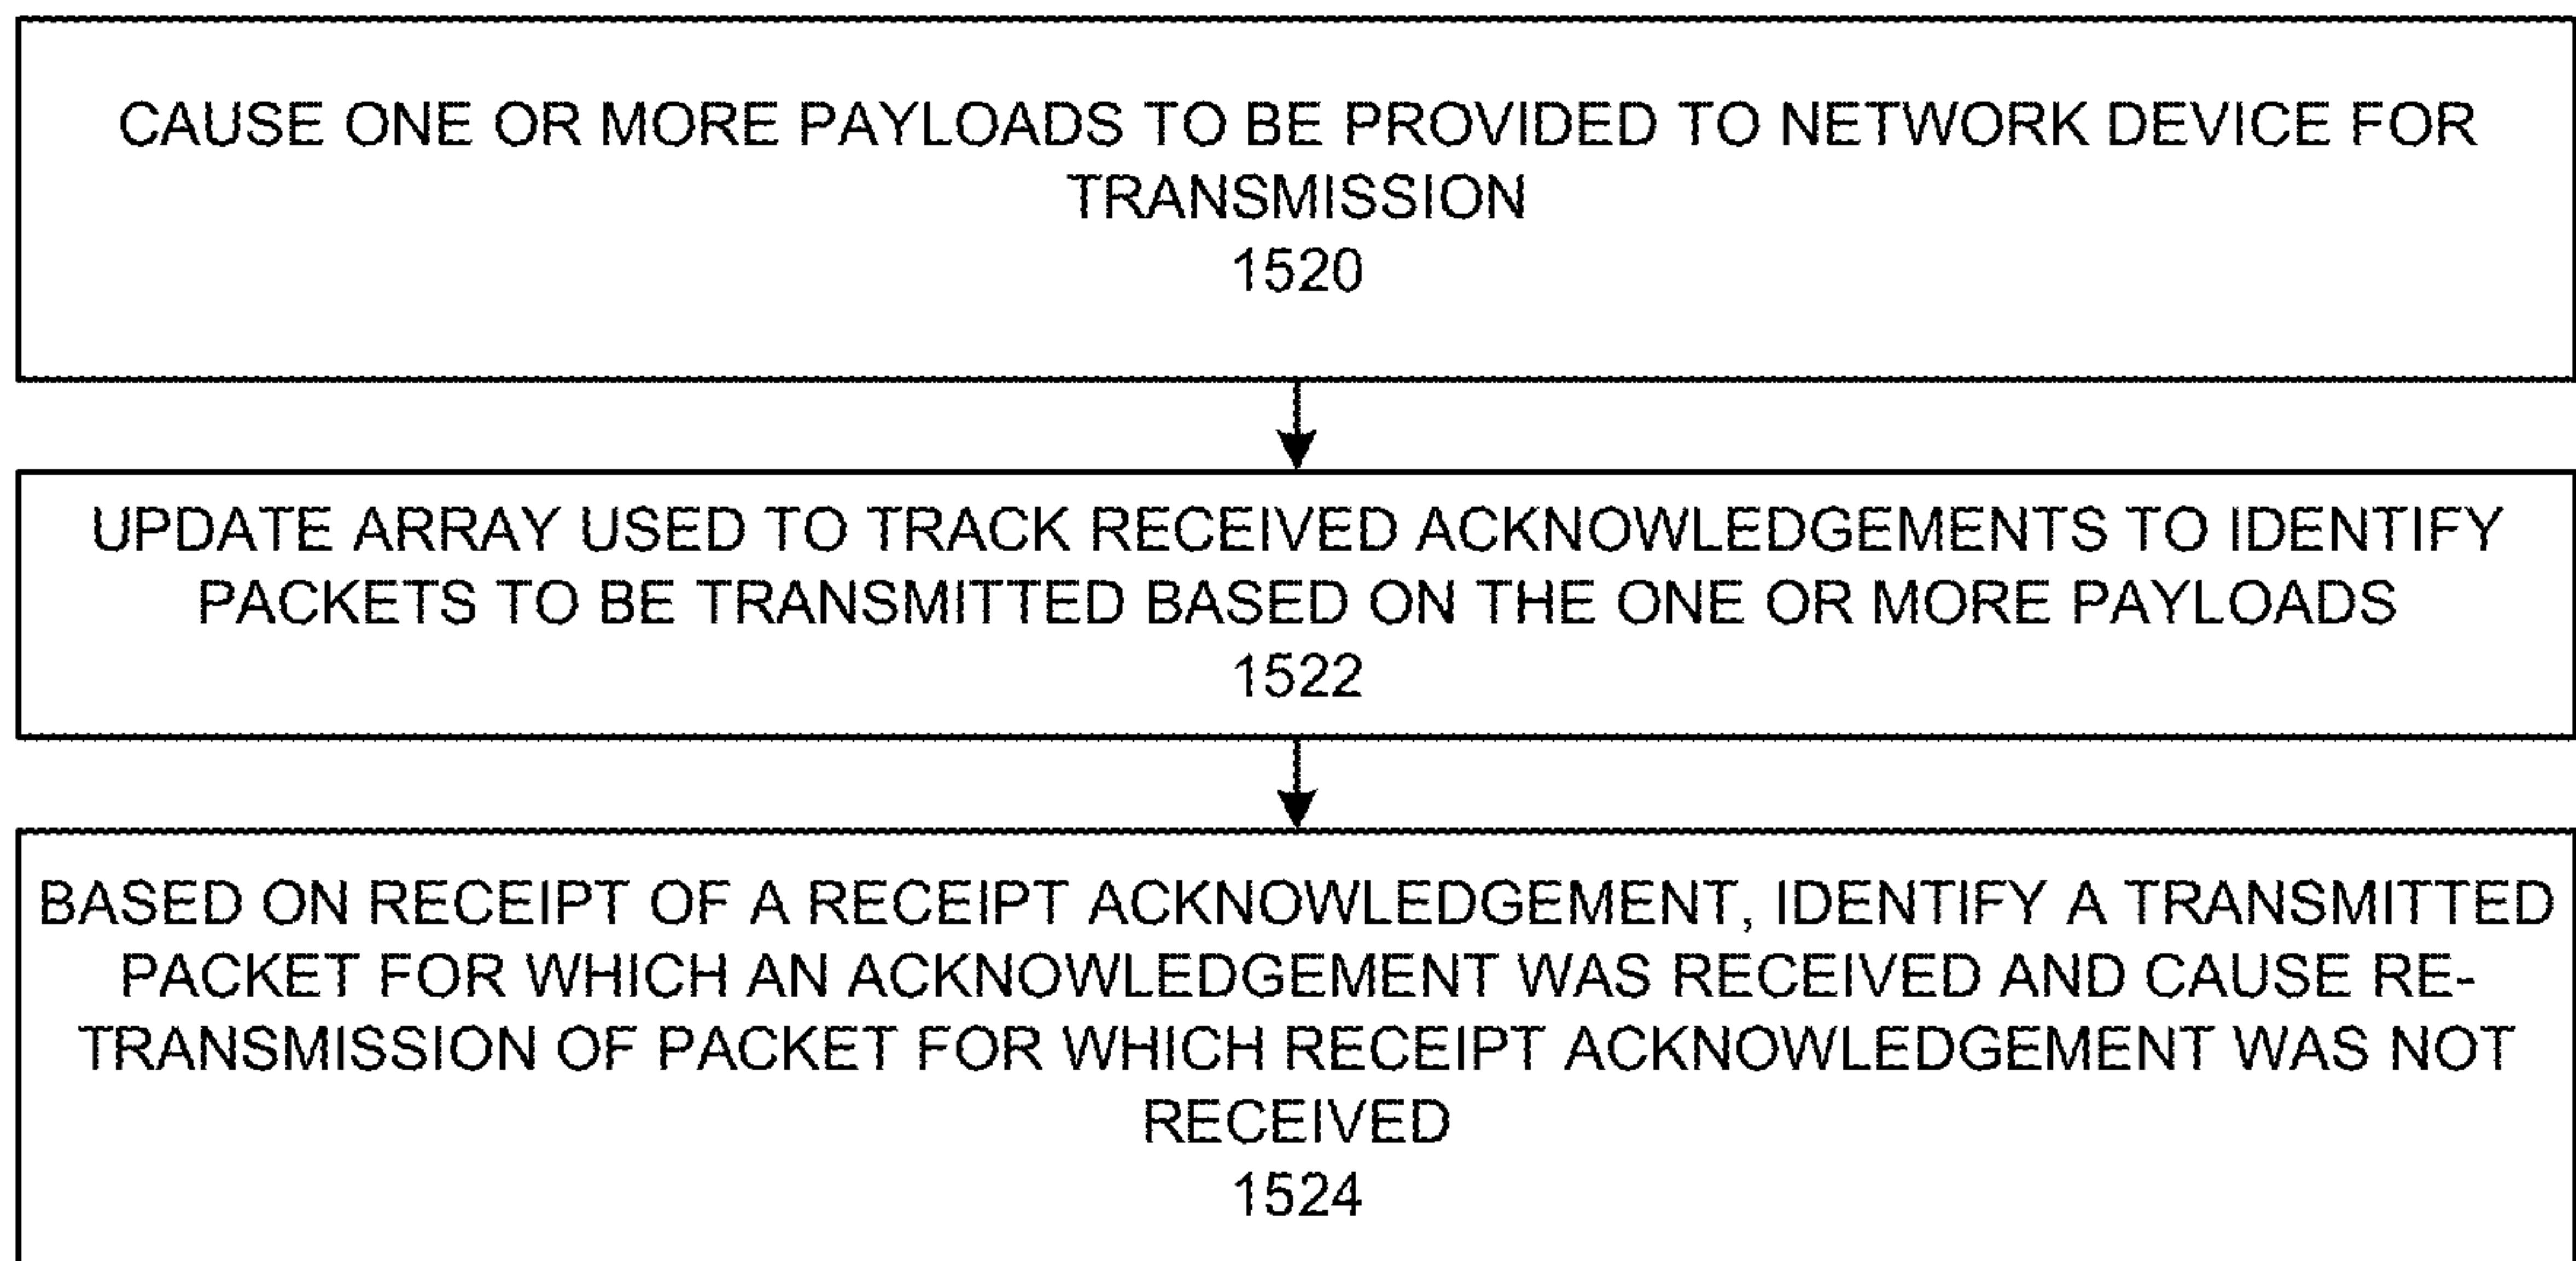 CAUSE ONE OR MORE PAYLOADS TO BE PROVIDED TO NETWORK DEVICE FOR
TRANSMISSION
1520
UPDATE ARRAY USED TO TRACK RECEIVED ACKNOWLEDGEMENTS TO IDENTIFY
PACKETS TO BE TRANSMITTED BASED ON THE ONE OR MORE PAYLOADS
1522
BASED ON RECEIPT OF A RECEIPT ACKNOWLEDGEMENT, IDENTIFY A TRANSMITTED
PACKET FOR WHICH AN ACKNOWLEDGEMENT WAS RECEIVED AND CAUSE RE-
TRANSMISSION OF PACKET FOR WHICH RECEIPT ACKNOWLEDGEMENT WAS NOT
RECEIVED
1524